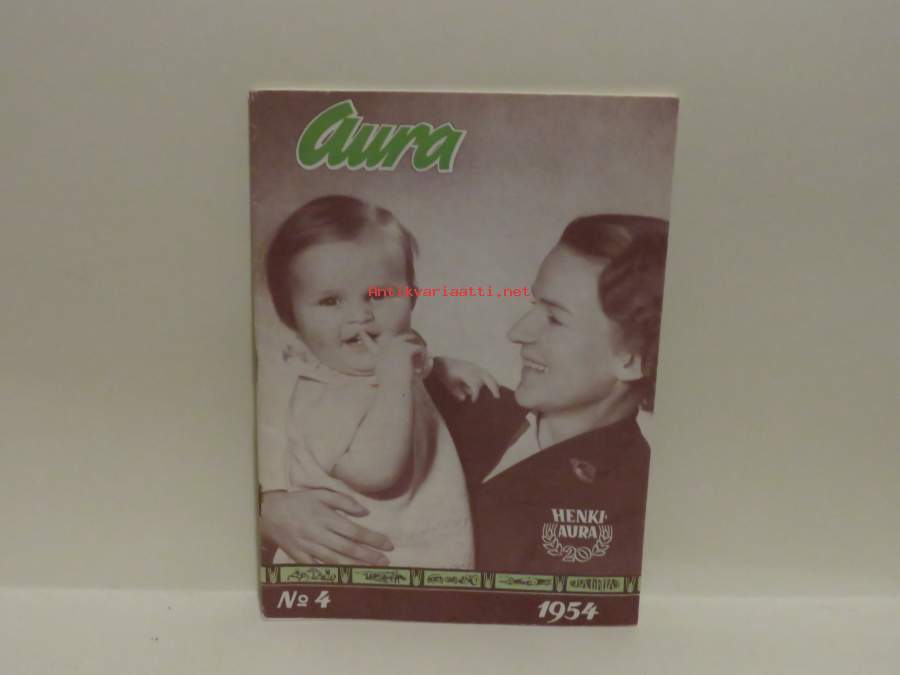 Aura
Antikvariaatti.net
HENKI-
AURA
20
No 4
1954